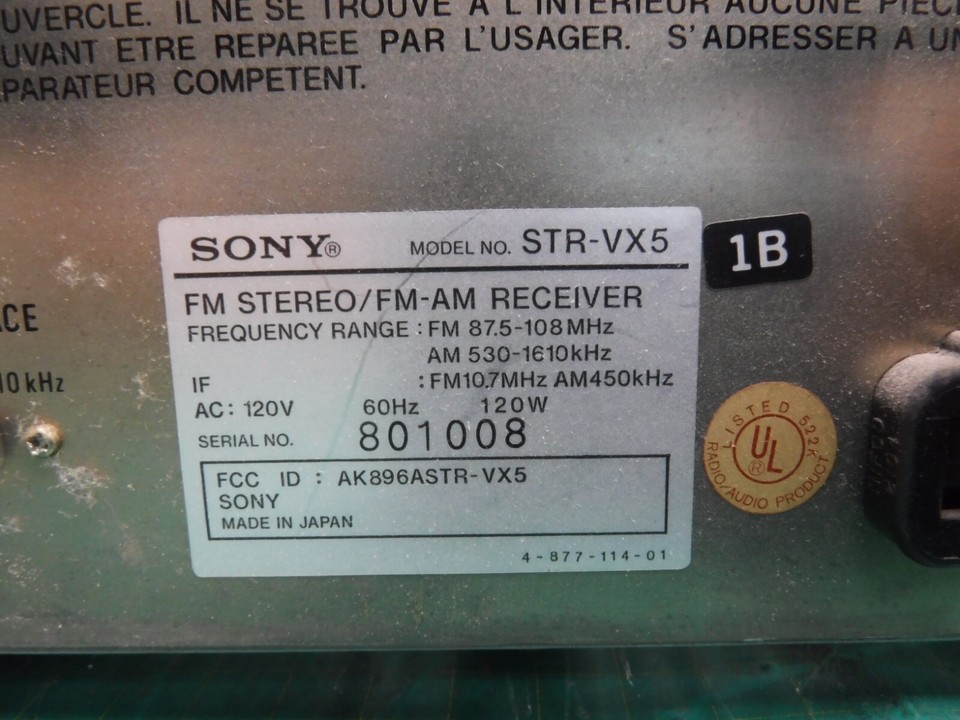 UVERCLE. IL NE SE TROUVE À L'INTERIEUR AUCUNE PIEC
UVANT ETRE REPAREE PAR L'USAGER. S'ADRESSER A UN
PARATEUR COMPETENT.
SONY® MODEL NO. STR-VX5
1B
FM STEREO/FM-AM RECEIVER
FREQUENCY RANGE : FM 87.5-108MHz
AM 530-1610kHz
IF : FM10.7MHz AM450kHz
AC: 120V 60Hz 120W
SERIAL NO. 801008
FCC ID : AK896ASTR-VX5
SONY
MADE IN JAPAN
4-877-114-01
ACE
10kHz
LISTED 522K
UL®
RADIO/AUDIO PRODUCT